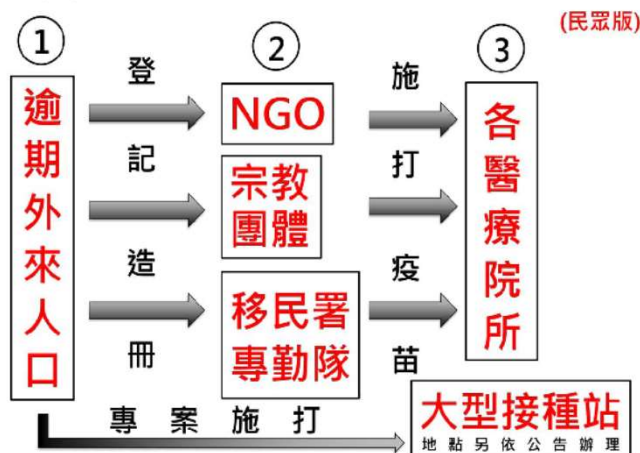 (民眾版)
①
逾期外來人口
登記造冊
②
NGO
宗教
團體
移民署
專勤隊
施打疫苗
③
各醫療院所
專案施打
大型接種站
地點另依公告辦理